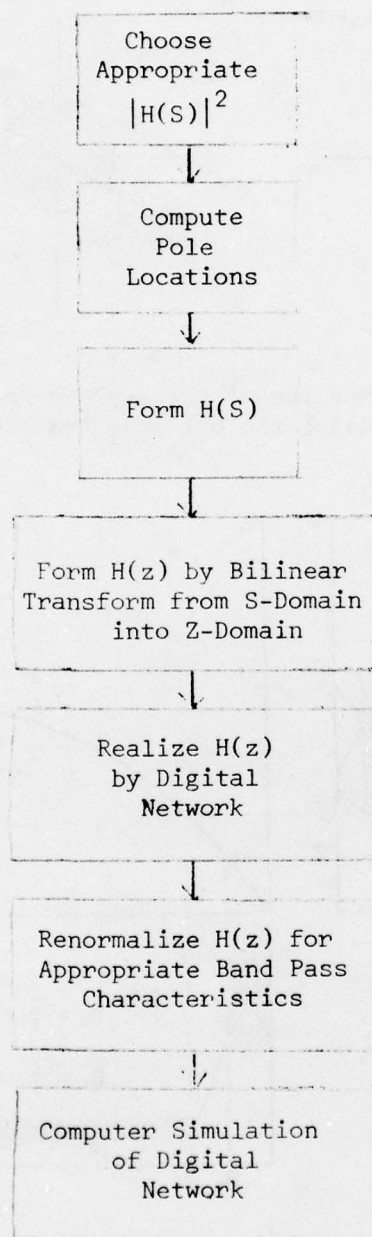 Choose
Appropriate
|H(S)|²
Compute
Pole
Locations
Form H(S)
Form H(z) by Bilinear
Transform from S-Domain
into Z-Domain
Realize H(z)
by Digital
Network
Renormalize H(z) for
Appropriate Band Pass
Characteristics
Computer Simulation
of Digital
Network